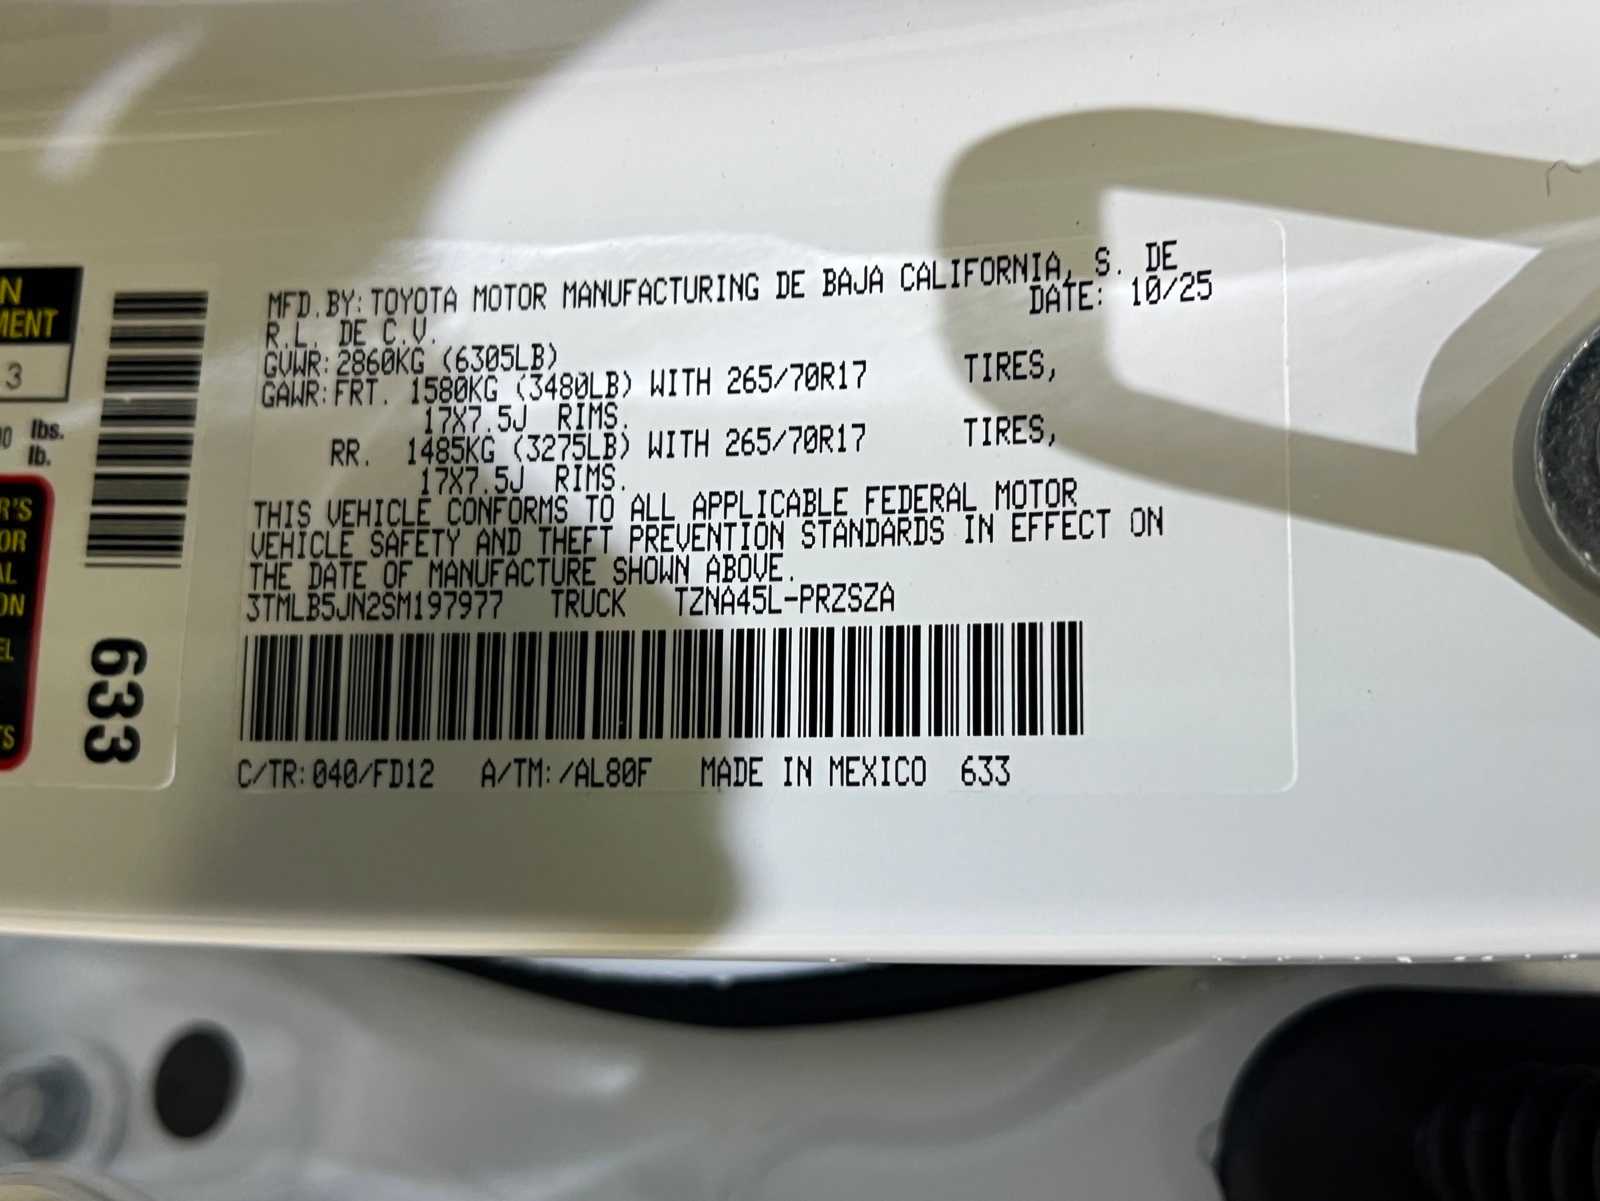 MFD.BY: TOYOTA MOTOR MANUFACTURING DE BAJA CALIFORNIA, S. DE
R.L. DE C.V. DATE: 10/25
GVWR: 2860KG (6305LB)
GAWR: FRT. 1580KG (3480LB) WITH 265/70R17 TIRES,
17X7.5J RIMS.
RR. 1485KG (3275LB) WITH 265/70R17 TIRES,
17X7.5J RIMS.
THIS VEHICLE CONFORMS TO ALL APPLICABLE FEDERAL MOTOR
VEHICLE SAFETY AND THEFT PREVENTION STANDARDS IN EFFECT ON
THE DATE OF MANUFACTURE SHOWN ABOVE.
3TMLB5JN2SM197977 TRUCK TZNA45L-PRZSZA
C/TR: 040/FD12 A/TM: /AL80F MADE IN MEXICO 633
633
3
lbs.
lb.